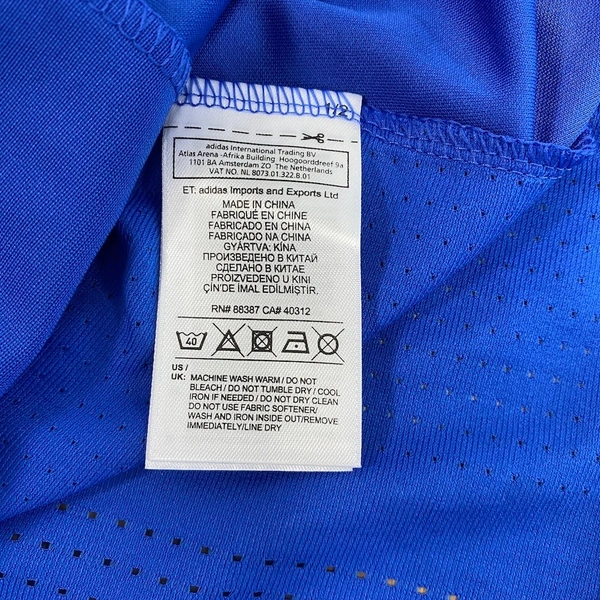 1/2
adidas International Trading BV
Atlas Arena -Afrika Building Hoogoorddreef 9a
1101 BA Amsterdam ZO The Netherlands
VAT NO. NL 8073.01.322.B.01
ET: adidas Imports and Exports Ltd
MADE IN CHINA
FABRIQUÉ EN CHINE
FABRICADO EN CHINA
FABRICADO NA CHINA
GYÁRTVA: KÍNA
ПРОИЗВЕДЕНО В КИТАЙ
СДЕЛАНО В КИТАЕ
PROIZVEDENO U KINI
ÇİN'DE İMAL EDİLMİŞTİR.
RN# 88387 CA# 40312
40
US /
UK: MACHINE WASH WARM / DO NOT
BLEACH / DO NOT TUMBLE DRY / COOL
IRON IF NEEDED / DO NOT DRY CLEAN
DO NOT USE FABRIC SOFTENER/
WASH AND IRON INSIDE OUT/REMOVE
IMMEDIATELY/LINE DRY